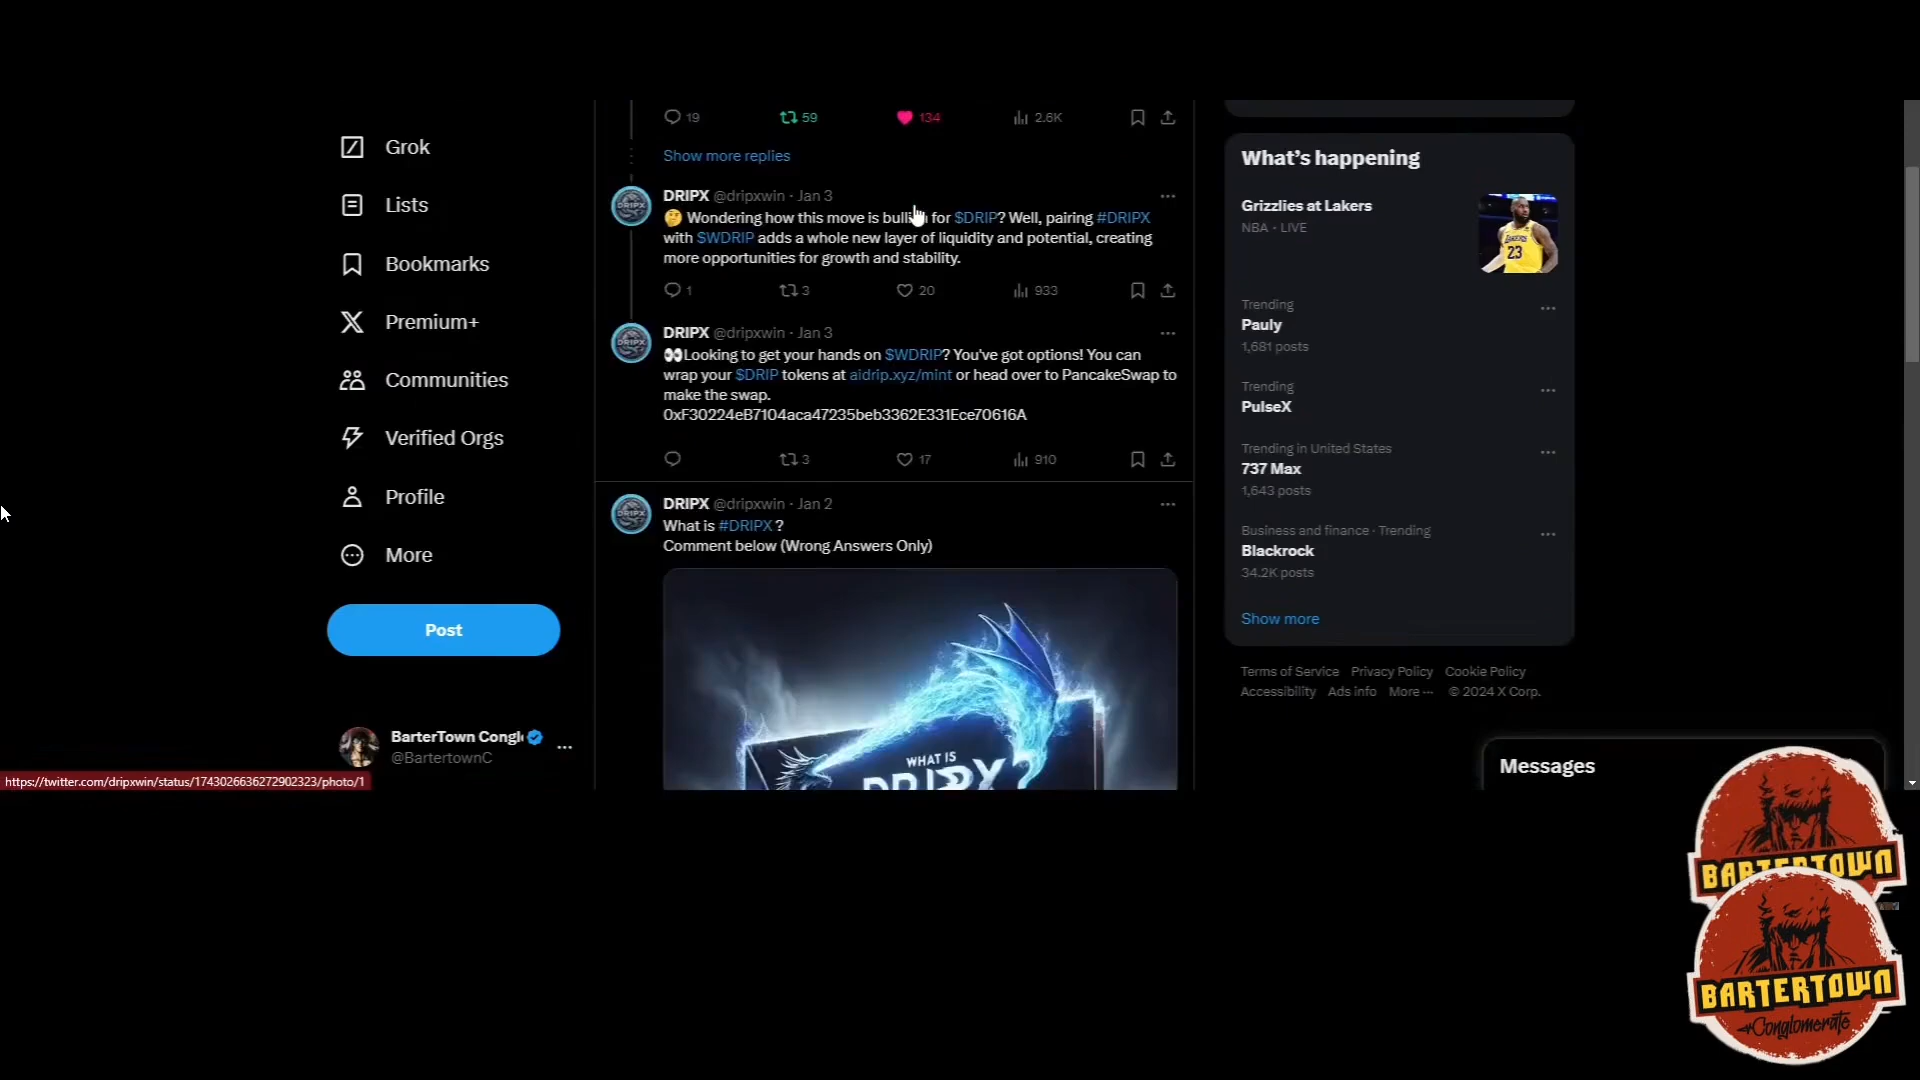 Grok
Lists
Bookmarks
Premium+
Communities
Verified Orgs
Profile
More
Post
BarterTown Congl
@BartertownC
https://twitter.com/dripxwin/status/1743026636272902323/photo/1
19 59 134 2.6K
Show more replies
DRIPX @dripxwin · Jan 3
🤔 Wondering how this move is bullish for $DRIP? Well, pairing #DRIPX
with $WDRIP adds a whole new layer of liquidity and potential, creating
more opportunities for growth and stability.
1 3 20 933
DRIPX @dripxwin · Jan 3
👀Looking to get your hands on $WDRIP? You've got options! You can
wrap your $DRIP tokens at aidrip.xyz/mint or head over to PancakeSwap to
make the swap.
0xF30224eB7104aca47235beb3362E331Ece70616A
3 17 910
DRIPX @dripxwin · Jan 2
What is #DRIPX ?
Comment below (Wrong Answers Only)
WHAT IS
DRIPX?
What's happening
Grizzlies at Lakers
NBA · LIVE
23
Trending
Pauly
1,681 posts
Trending
PulseX
Trending in United States
737 Max
1,643 posts
Business and finance · Trending
Blackrock
34.2K posts
Show more
Terms of Service Privacy Policy Cookie Policy
Accessibility Ads info More ··· © 2024 X Corp.
Messages
BARTERTOWN
BARTERTOWN
Conglomerate